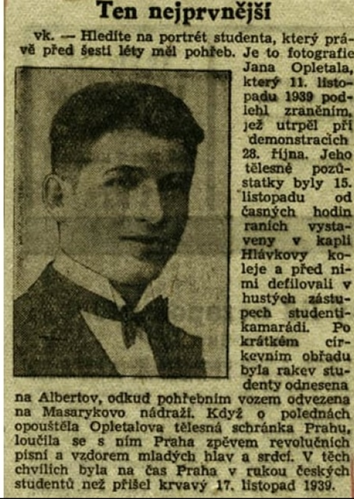 Ten nejprvnější
vk. — Hledíte na portrét studenta, který prá-
vě před šesti léty měl pohřeb. Je to fotografie
Jana Opletala,
který 11. listo-
padu 1939 pod-
lehl zraněním,
jež utrpěl při
demonstracích
28. října. Jeho
tělesné pozů-
statky byly 15.
listopadu od
časných hodin
ranních vysta-
veny v kapli
Hlávkovy ko-
leje a před ni-
mi defilovali v
hustých zástu-
pech studenti-
kamarádi. Po
krátkém cír-
kevním obřadu
byla rakev stu-
denty odnesena
na Albertov, odkud pohřebním vozem odvezena
na Masarykovo nádraží. Když o polednách
opouštěla Opletalova tělesná schránka Prahu,
loučila se s ním Praha zpěvem revolučních
písní a vzdorem mladých hlav a srdcí. V těch
chvílích byla na čas Praha v rukou českých
studentů než přišel krvavý 17. listopad 1939.